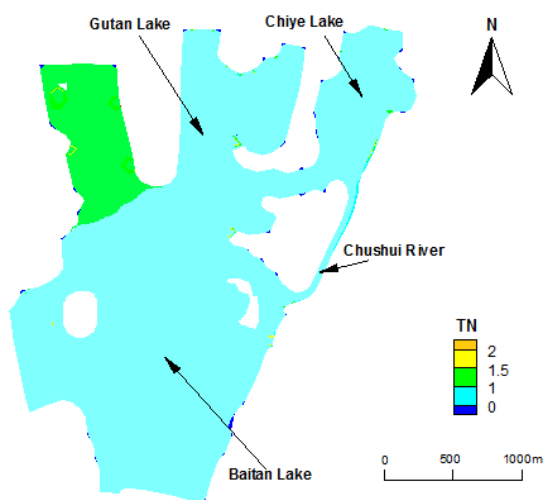 Gutan Lake
Chiye Lake
N
Chushui River
TN
2
1.5
1
0
Baitan Lake
0 500 1000m